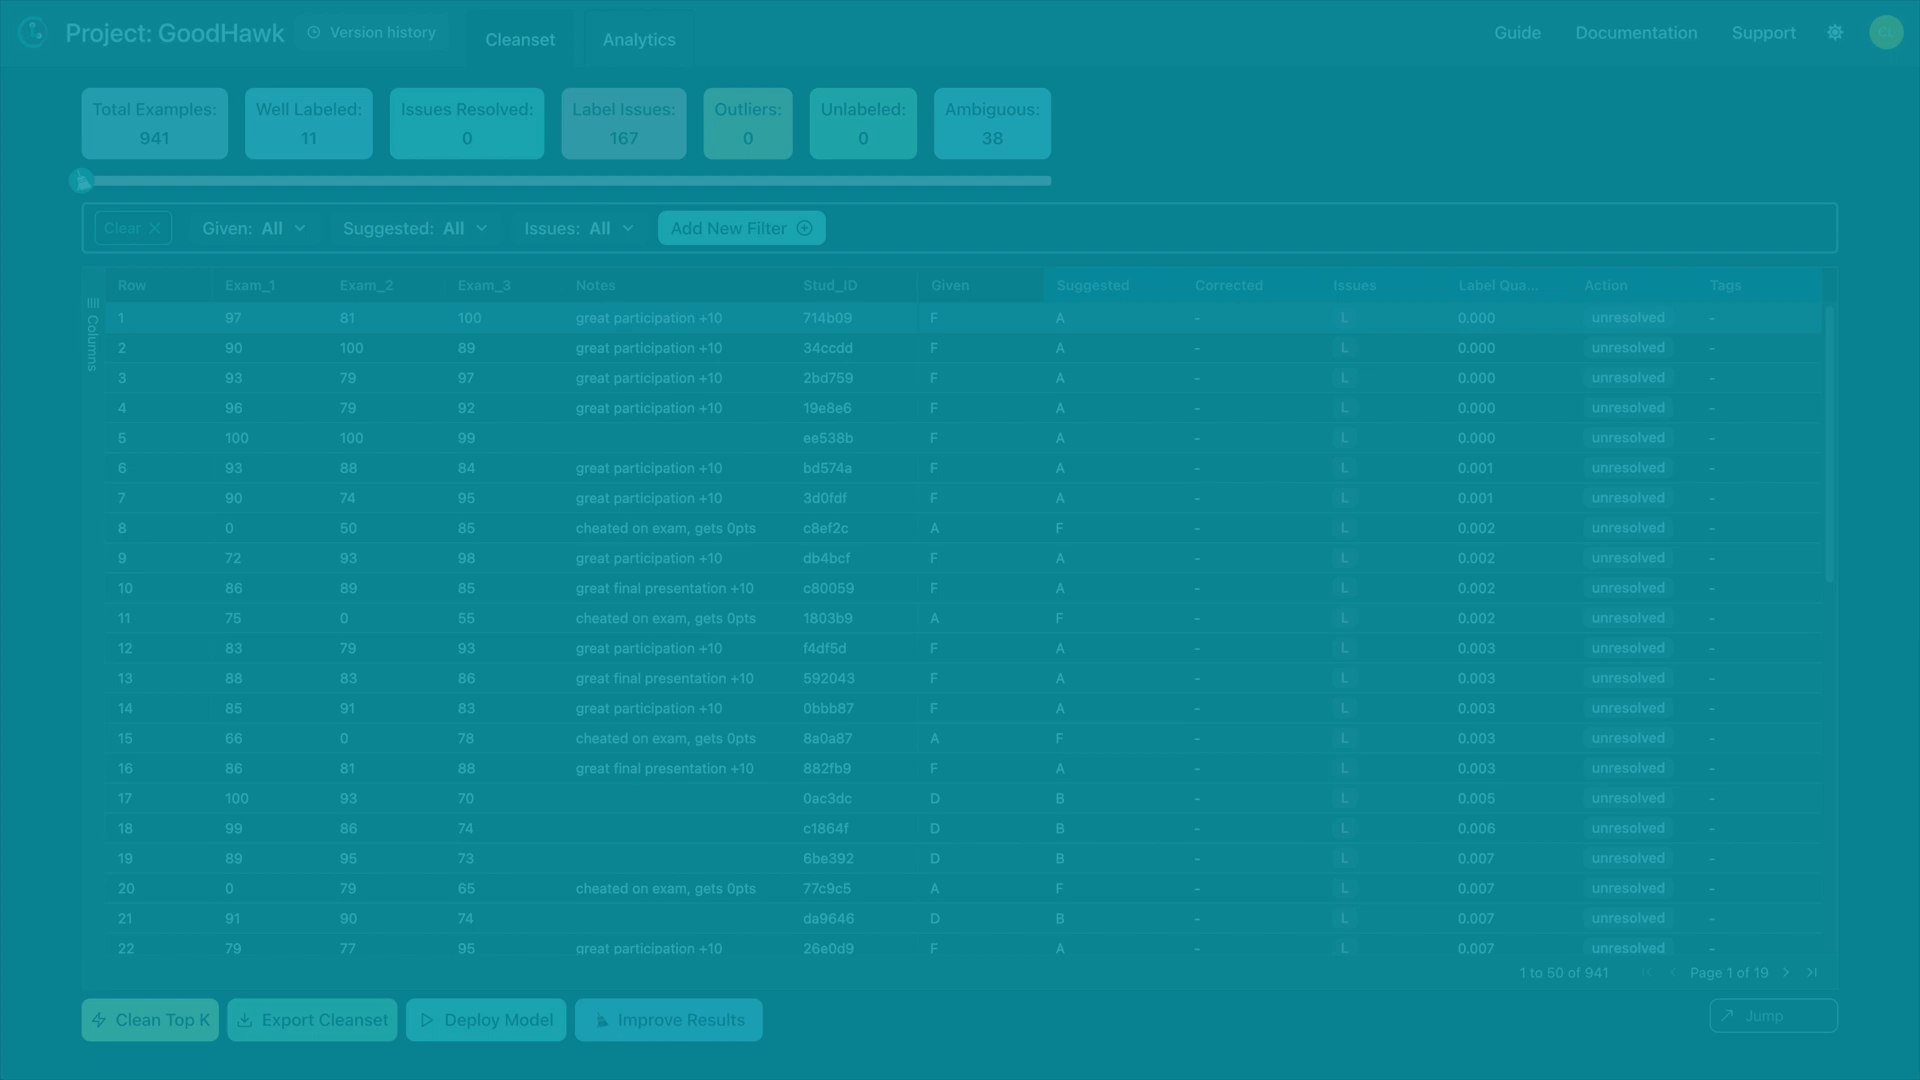 Project: GoodHawk Version history Cleanset Analytics Guide Documentation Support CL
Total Examples: Well Labeled: Issues Resolved: Label Issues: Outliers: Unlabeled: Ambiguous:
941 11 0 167 0 0 38
Clear Given: All Suggested: All Issues: All Add New Filter
Columns
Row Exam_1 Exam_2 Exam_3 Notes Stud_ID Given Suggested Corrected Issues Label Qua... Action Tags
1 97 81 100 great participation +10 714b09 F A - L 0.000 unresolved -
2 90 100 89 great participation +10 34ccdd F A - L 0.000 unresolved -
3 93 79 97 great participation +10 2bd759 F A - L 0.000 unresolved -
4 96 79 92 great participation +10 19e8e6 F A - L 0.000 unresolved -
5 100 100 99 ee538b F A - L 0.000 unresolved -
6 93 88 84 great participation +10 bd574a F A - L 0.001 unresolved -
7 90 74 95 great participation +10 3d0fdf F A - L 0.001 unresolved -
8 0 50 85 cheated on exam, gets 0pts c8ef2c A F - L 0.002 unresolved -
9 72 93 98 great participation +10 db4bcf F A - L 0.002 unresolved -
10 86 89 85 great final presentation +10 c80059 F A - L 0.002 unresolved -
11 75 0 55 cheated on exam, gets 0pts 1803b9 A F - L 0.002 unresolved -
12 83 79 93 great participation +10 f4df5d F A - L 0.003 unresolved -
13 88 83 86 great final presentation +10 592043 F A - L 0.003 unresolved -
14 85 91 83 great participation +10 0bbb87 F A - L 0.003 unresolved -
15 66 0 78 cheated on exam, gets 0pts 8a0a87 A F - L 0.003 unresolved -
16 86 81 88 great final presentation +10 882fb9 F A - L 0.003 unresolved -
17 100 93 70 0ac3dc D B - L 0.005 unresolved -
18 99 86 74 c1864f D B - L 0.006 unresolved -
19 89 95 73 6be392 D B - L 0.007 unresolved -
20 0 79 65 cheated on exam, gets 0pts 77c9c5 A F - L 0.007 unresolved -
21 91 90 74 da9646 D B - L 0.007 unresolved -
22 79 77 95 great participation +10 26e0d9 F A - L 0.007 unresolved -
1 to 50 of 941 Page 1 of 19
Clean Top K Export Cleanset Deploy Model Improve Results Jump